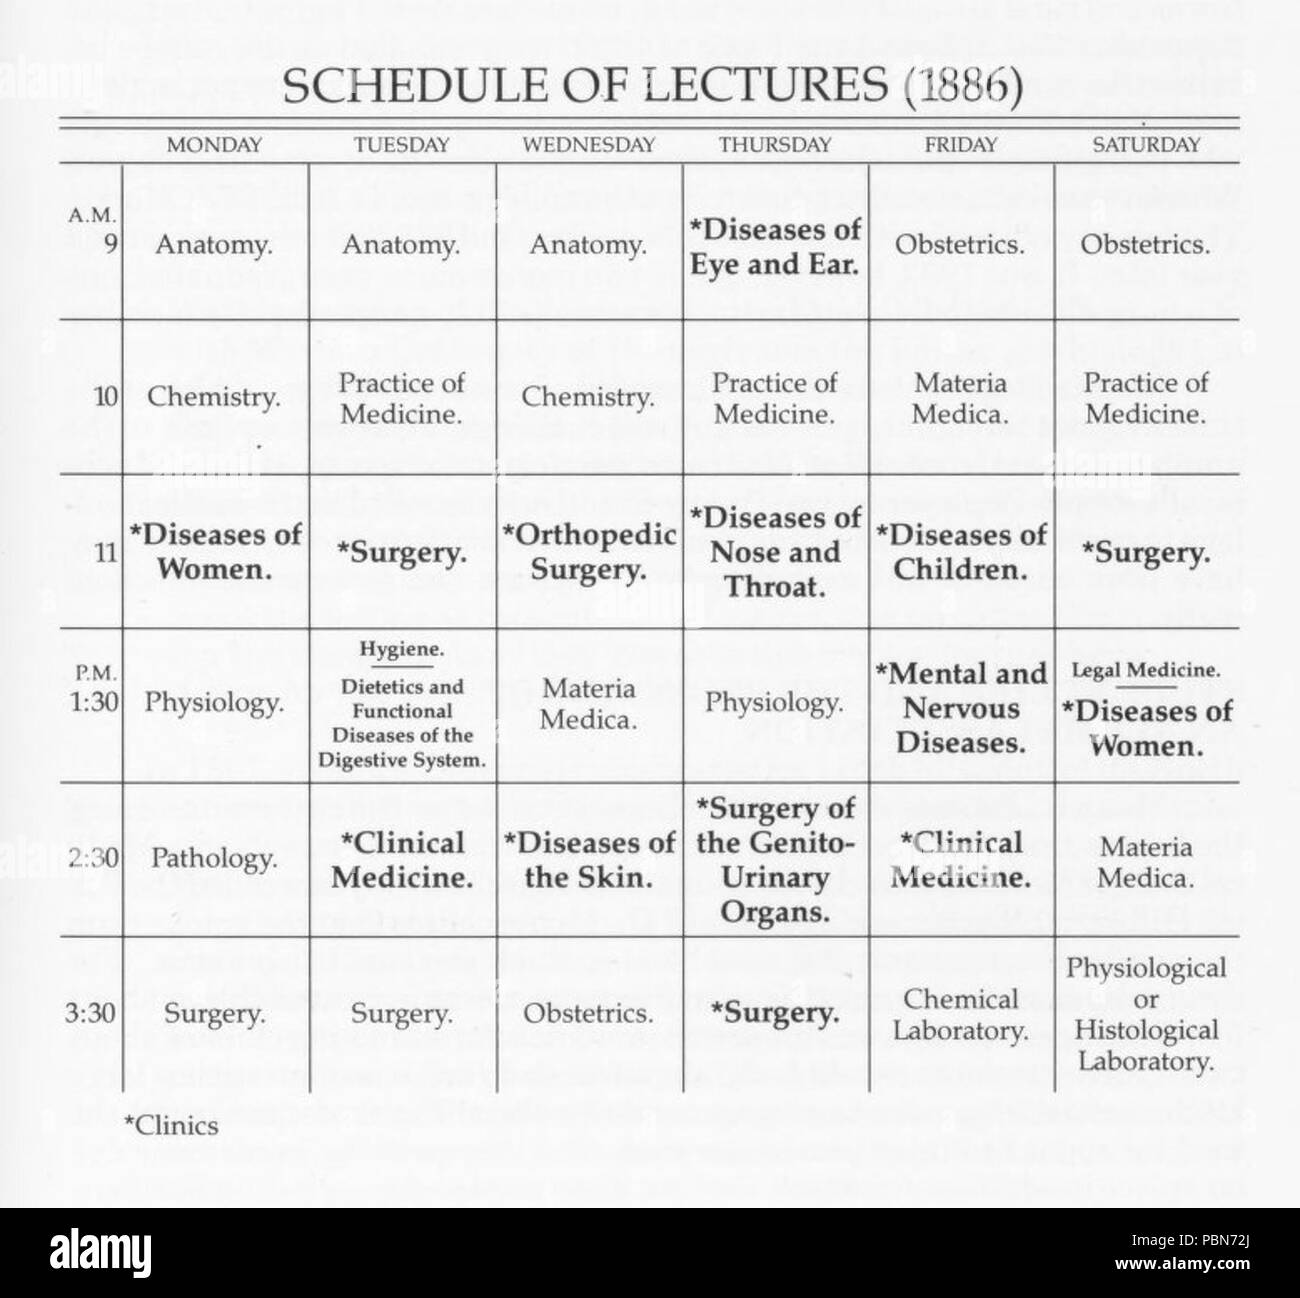 SCHEDULE OF LECTURES (1886)
MONDAY TUESDAY WEDNESDAY THURSDAY FRIDAY SATURDAY
A.M.
9
Anatomy.
Anatomy.
Anatomy.
*Diseases of
Eye and Ear.
Obstetrics.
Obstetrics.
10
Chemistry.
Practice of
Medicine.
Chemistry.
Practice of
Medicine.
Materia
Medica.
Practice of
Medicine.
11
*Diseases of
Women.
*Surgery.
*Orthopedic
Surgery.
*Diseases of
Nose and
Throat.
*Diseases of
Children.
*Surgery.
P.M.
1:30
Physiology.
Hygiene.
Dietetics and
Functional
Diseases of the
Digestive System.
Materia
Medica.
Physiology.
*Mental and
Nervous
Diseases.
Legal Medicine.
*Diseases of
Women.
2:30
Pathology.
*Clinical
Medicine.
*Diseases of
the Skin.
*Surgery of
the Genito-
Urinary
Organs.
*Clinical
Medicine.
Materia
Medica.
3:30
Surgery.
Surgery.
Obstetrics.
*Surgery.
Chemical
Laboratory.
Physiological
or
Histological
Laboratory.
*Clinics
alamy
Image ID: PBN72J
www.alamy.com